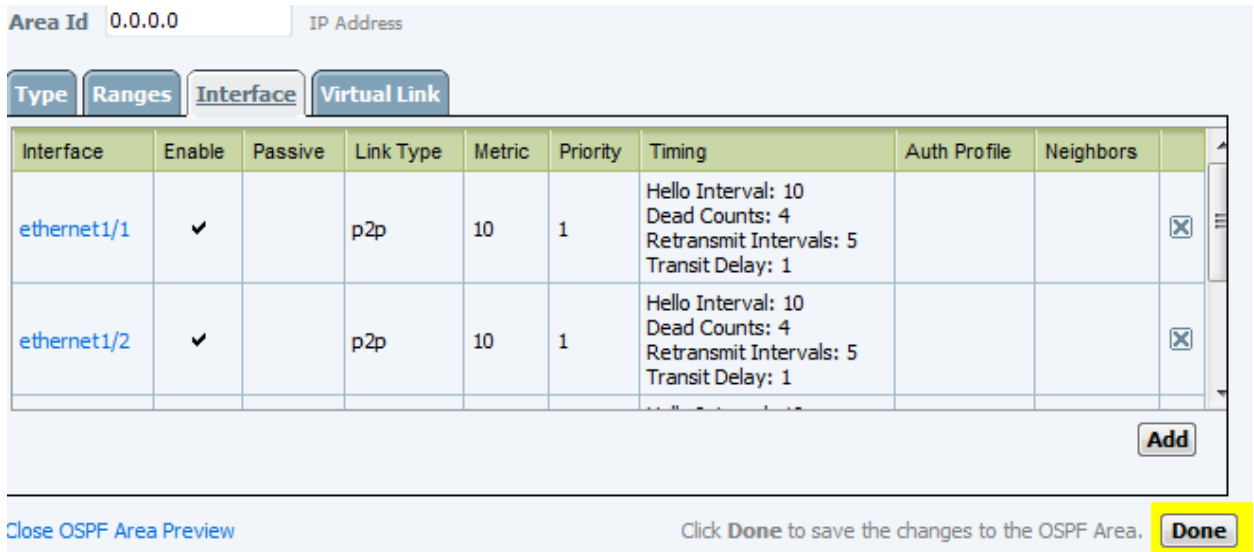 Area Id 0.0.0.0 IP Address
Type Ranges Interface Virtual Link
Interface Enable Passive Link Type Metric Priority Timing Auth Profile Neighbors
ethernet1/1 p2p 10 1
Hello Interval: 10
Dead Counts: 4
Retransmit Intervals: 5
Transit Delay: 1
ethernet1/2 p2p 10 1
Hello Interval: 10
Dead Counts: 4
Retransmit Intervals: 5
Transit Delay: 1
Add
Close OSPF Area Preview Click Done to save the changes to the OSPF Area. Done